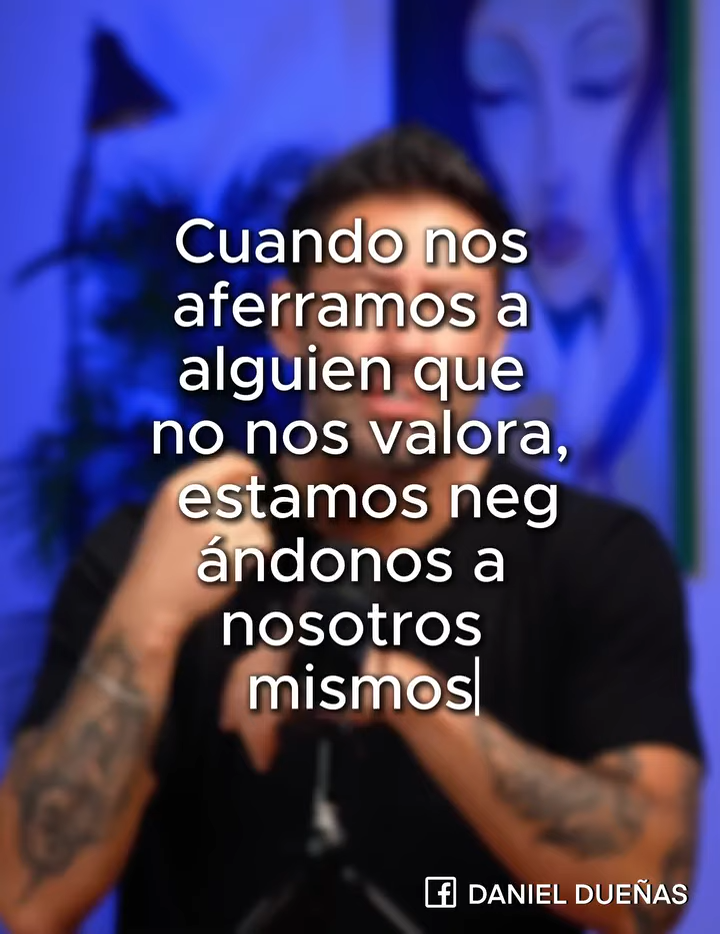 Cuando nos
aferramos a
alguien que
no nos valora,
estamos neg
ándonos a
nosotros
mismos
DANIEL DUEÑAS